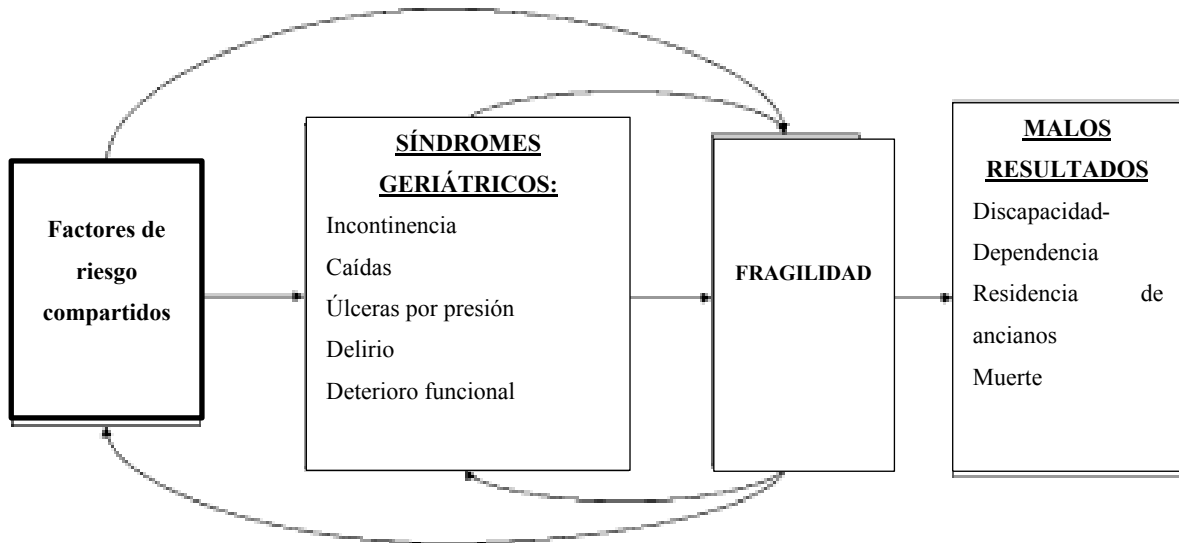 Factores de
riesgo
compartidos
SÍNDROMES
GERIÁTRICOS:
Incontinencia
Caídas
Úlceras por presión
Delirio
Deterioro funcional
FRAGILIDAD
MALOS
RESULTADOS
Discapacidad-
Dependencia
Residencia de
ancianos
Muerte